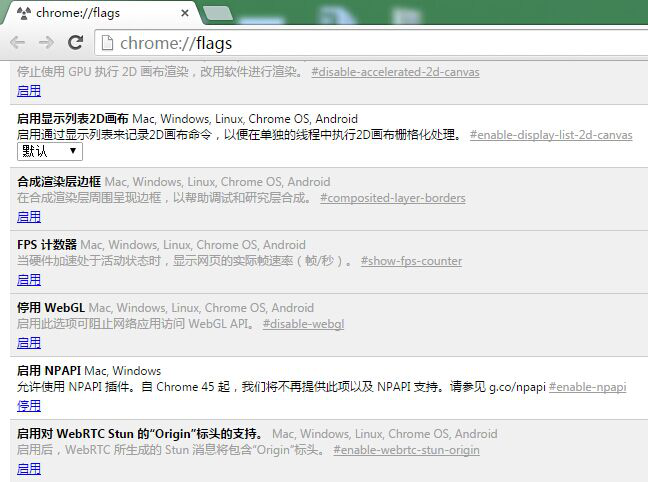 chrome://flags
chrome://flags
停止使用 GPU 执行 2D 画布渲染，改用软件进行渲染。 #disable-accelerated-2d-canvas
启用
启用显示列表2D画布 Mac, Windows, Linux, Chrome OS, Android
启用通过显示列表来记录2D画布命令，以便在单独的线程中执行2D画布栅格化处理。 #enable-display-list-2d-canvas
默认
合成渲染层边框 Mac, Windows, Linux, Chrome OS, Android
在合成渲染层周围呈现边框，以帮助调试和研究层合成。 #composited-layer-borders
启用
FPS 计数器 Mac, Windows, Linux, Chrome OS, Android
当硬件加速处于活动状态时，显示网页的实际帧速率（帧/秒）。 #show-fps-counter
启用
停用 WebGL Mac, Windows, Linux, Chrome OS, Android
启用此选项可阻止网络应用访问 WebGL API。 #disable-webgl
启用
启用 NPAPI Mac, Windows
允许使用 NPAPI 插件。自 Chrome 45 起，我们将不再提供此项以及 NPAPI 支持。请参见 g.co/npapi #enable-npapi
停用
启用对 WebRTC Stun 的“Origin”标头的支持。 Mac, Windows, Linux, Chrome OS, Android
启用后，WebRTC 所生成的 Stun 消息将包含“Origin”标头。 #enable-webrtc-stun-origin
启用